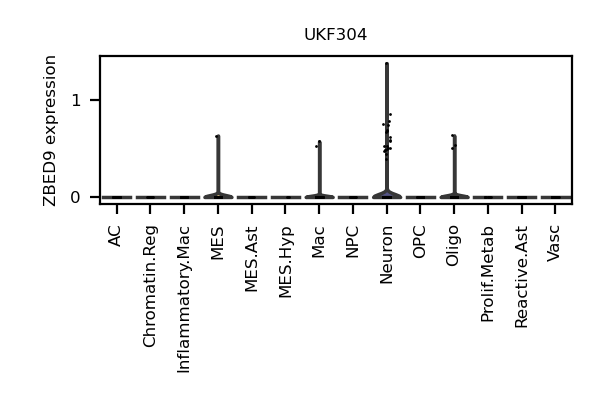 UKF304
ZBED9 expression
1
0
AC
Chromatin.Reg
Inflammatory.Mac
MES
MES.Ast
MES.Hyp
Mac
NPC
Neuron
OPC
Oligo
Prolif.Metab
Reactive.Ast
Vasc